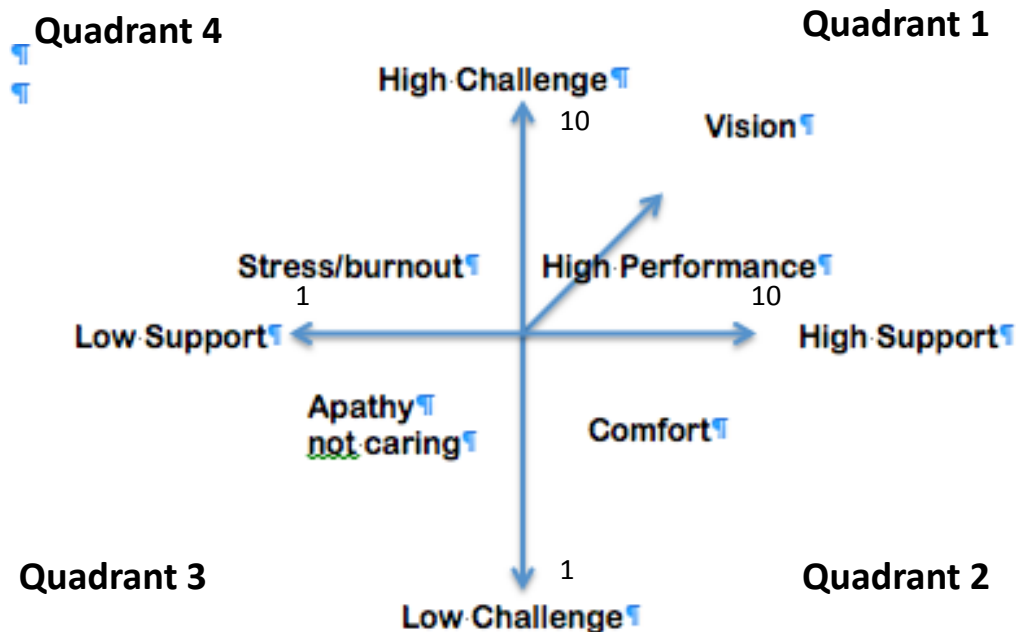 Quadrant 4
Quadrant 1
¶
¶
High Challenge¶
10
Vision¶
Stress/burnout¶
High Performance¶
1
10
Low Support¶
High Support¶
Apathy¶
not caring¶
Comfort¶
Quadrant 3
1
Quadrant 2
Low Challenge¶